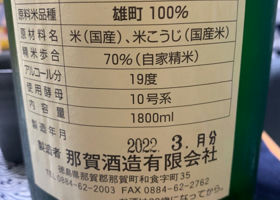 原料米品種 雄町 100%
原材料 米(国産)、米こうじ(国産米)
精米歩合 70%(自家精米)
アルコール分 19度
使用酵母 10号系
内容量 1800ml
製造年月 2022. 3.月分
製造者 那賀酒造有限会社
徳島県那賀郡那賀町和食字町35
TEL 0884-62-2003 FAX 0884-62-2762